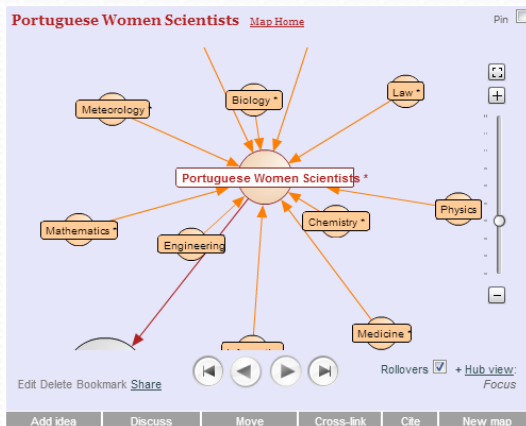 Portuguese Women Scientists Map Home Pin
Biology *
Law *
Meteorology *
Portuguese Women Scientists *
Physics
Chemistry *
Mathematics *
Engineering
Medicine *
Rollovers + Hub view:
Edit Delete Bookmark Share Focus
Add idea Discuss Move Cross-link Cite New map